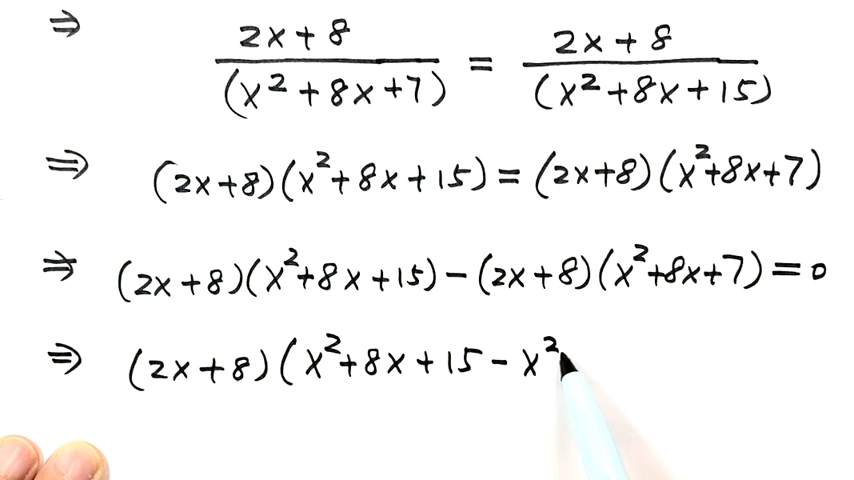 ⇒ (2x+8)/(x²+8x+7) = (2x+8)/(x²+8x+15)
⇒ (2x+8)(x²+8x+15)=(2x+8)(x²+8x+7)
⇒ (2x+8)(x²+8x+15)-(2x+8)(x²+8x+7)=0
⇒ (2x+8)(x²+8x+15-x²